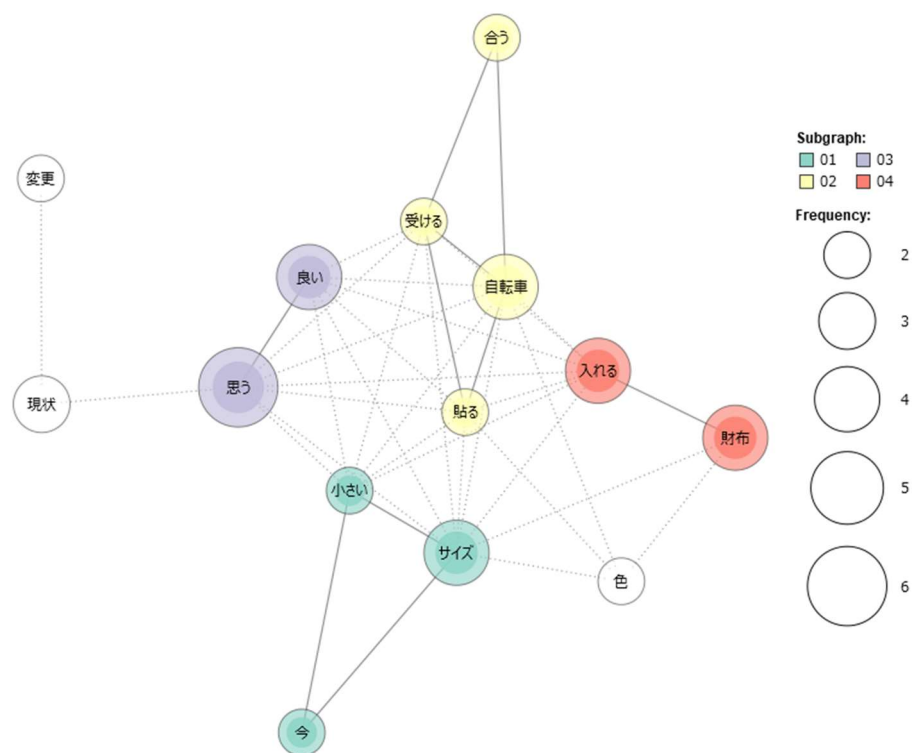 合う
変更
受ける
良い
自転車
思う
現状
入れる
貼る
財布
小さい
サイズ
色
今
Subgraph:
01 03
02 04
Frequency:
2
3
4
5
6